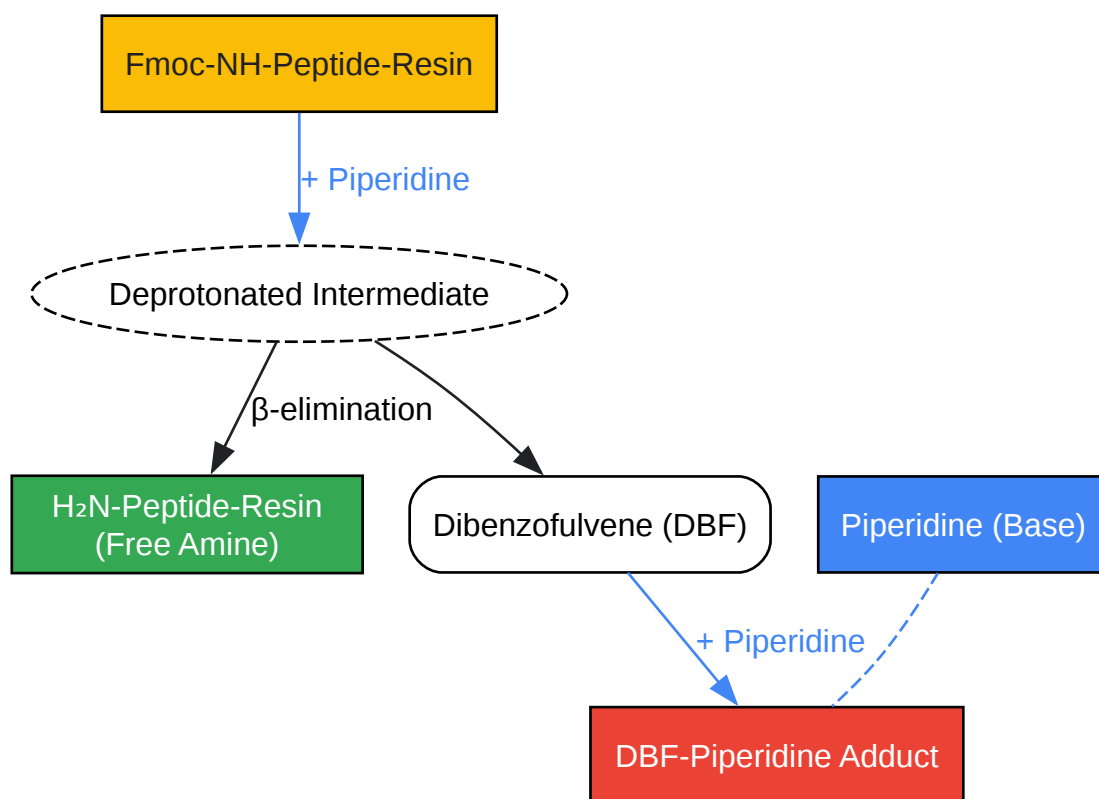 Fmoc-NH-Peptide-Resin
+ Piperidine
Deprotonated Intermediate
β-elimination
H₂N-Peptide-Resin
(Free Amine)
Dibenzofulvene (DBF)
Piperidine (Base)
+ Piperidine
DBF-Piperidine Adduct